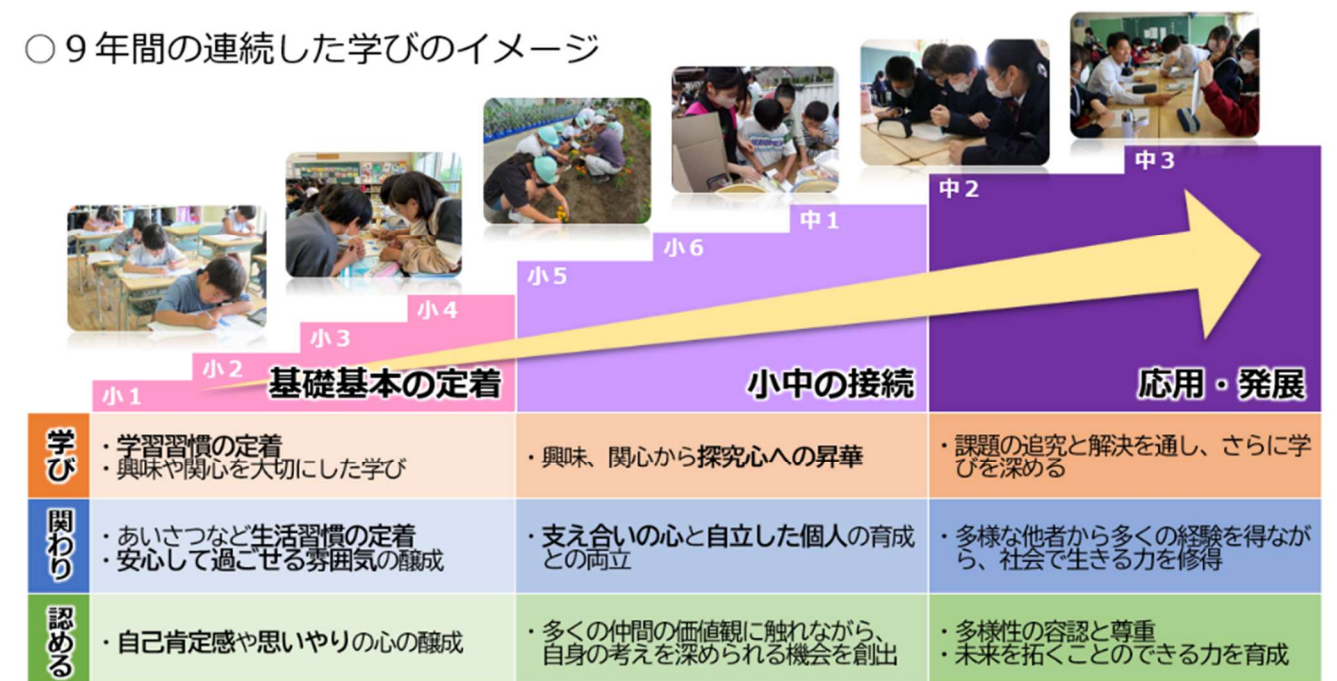 ○９年間の連続した学びのイメージ
中３
中２
中１
小６
小５
小４
小３
小２
小１
基礎基本の定着
小中の接続
応用・発展
学び
・学習習慣の定着
・興味や関心を大切にした学び
・興味、関心から探究心への昇華
・課題の追究と解決を通し、さらに学
びを深める
関わり
・あいさつなど生活習慣の定着
・安心して過ごせる雰囲気の醸成
・支え合いの心と自立した個人の育成
との両立
・多様な他者から多くの経験を得なが
ら、社会で生きる力を修得
認める
・自己肯定感や思いやりの心の醸成
・多くの仲間の価値観に触れながら、
自身の考えを深められる機会を創出
・多様性の容認と尊重
・未来を拓くことのできる力を育成